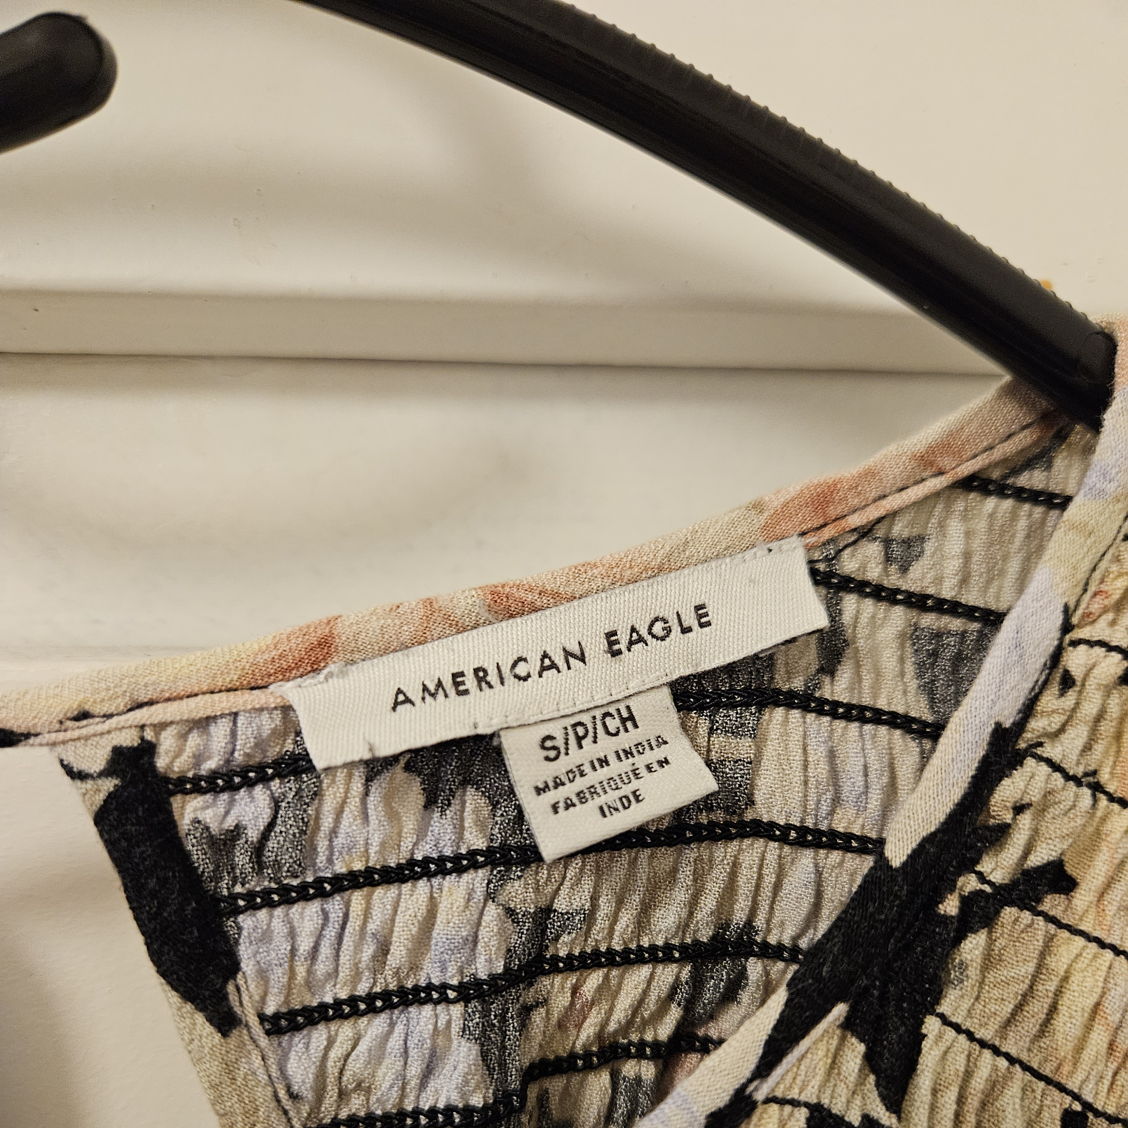 AMERICAN EAGLE
S/P/CH
MADE IN INDIA
FABRIQUÉ EN
INDE